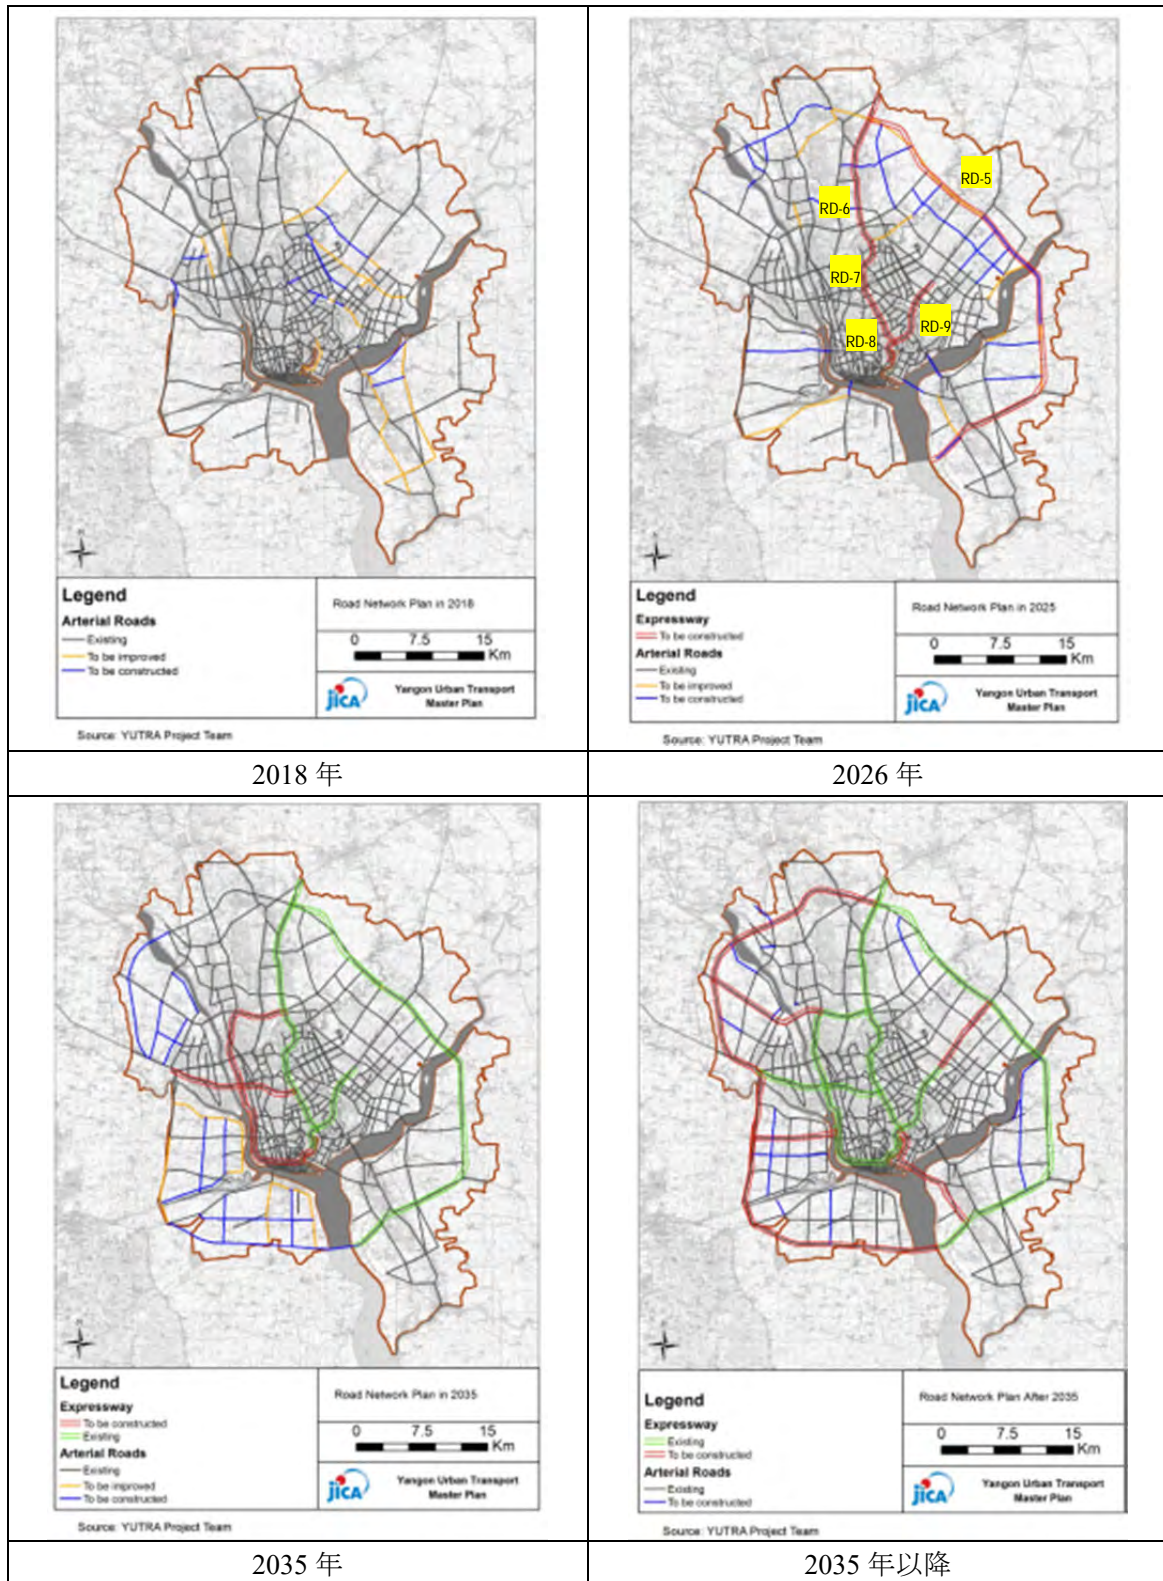 RD-5
RD-6
RD-7
RD-8
RD-9
Legend
Arterial Roads
Existing
To be improved
To be constructed
Road Network Plan in 2018
0 7.5 15
Km
JICA
Yangon Urban Transport
Master Plan
Source: YUTRA Project Team
Legend
Expressway
To be constructed
Arterial Roads
Existing
To be improved
To be constructed
Road Network Plan in 2025
0 7.5 15
Km
JICA
Yangon Urban Transport
Master Plan
Source: YUTRA Project Team
2018 年
2026 年
Legend
Expressway
To be constructed
Existing
Arterial Roads
Existing
To be improved
To be constructed
Road Network Plan in 2035
0 7.5 15
Km
JICA
Yangon Urban Transport
Master Plan
Source: YUTRA Project Team
Legend
Expressway
Existing
To be constructed
Arterial Roads
Existing
To be constructed
Road Network Plan After 2035
0 7.5 15
Km
JICA
Yangon Urban Transport
Master Plan
Source: YUTRA Project Team
2035 年
2035 年以降